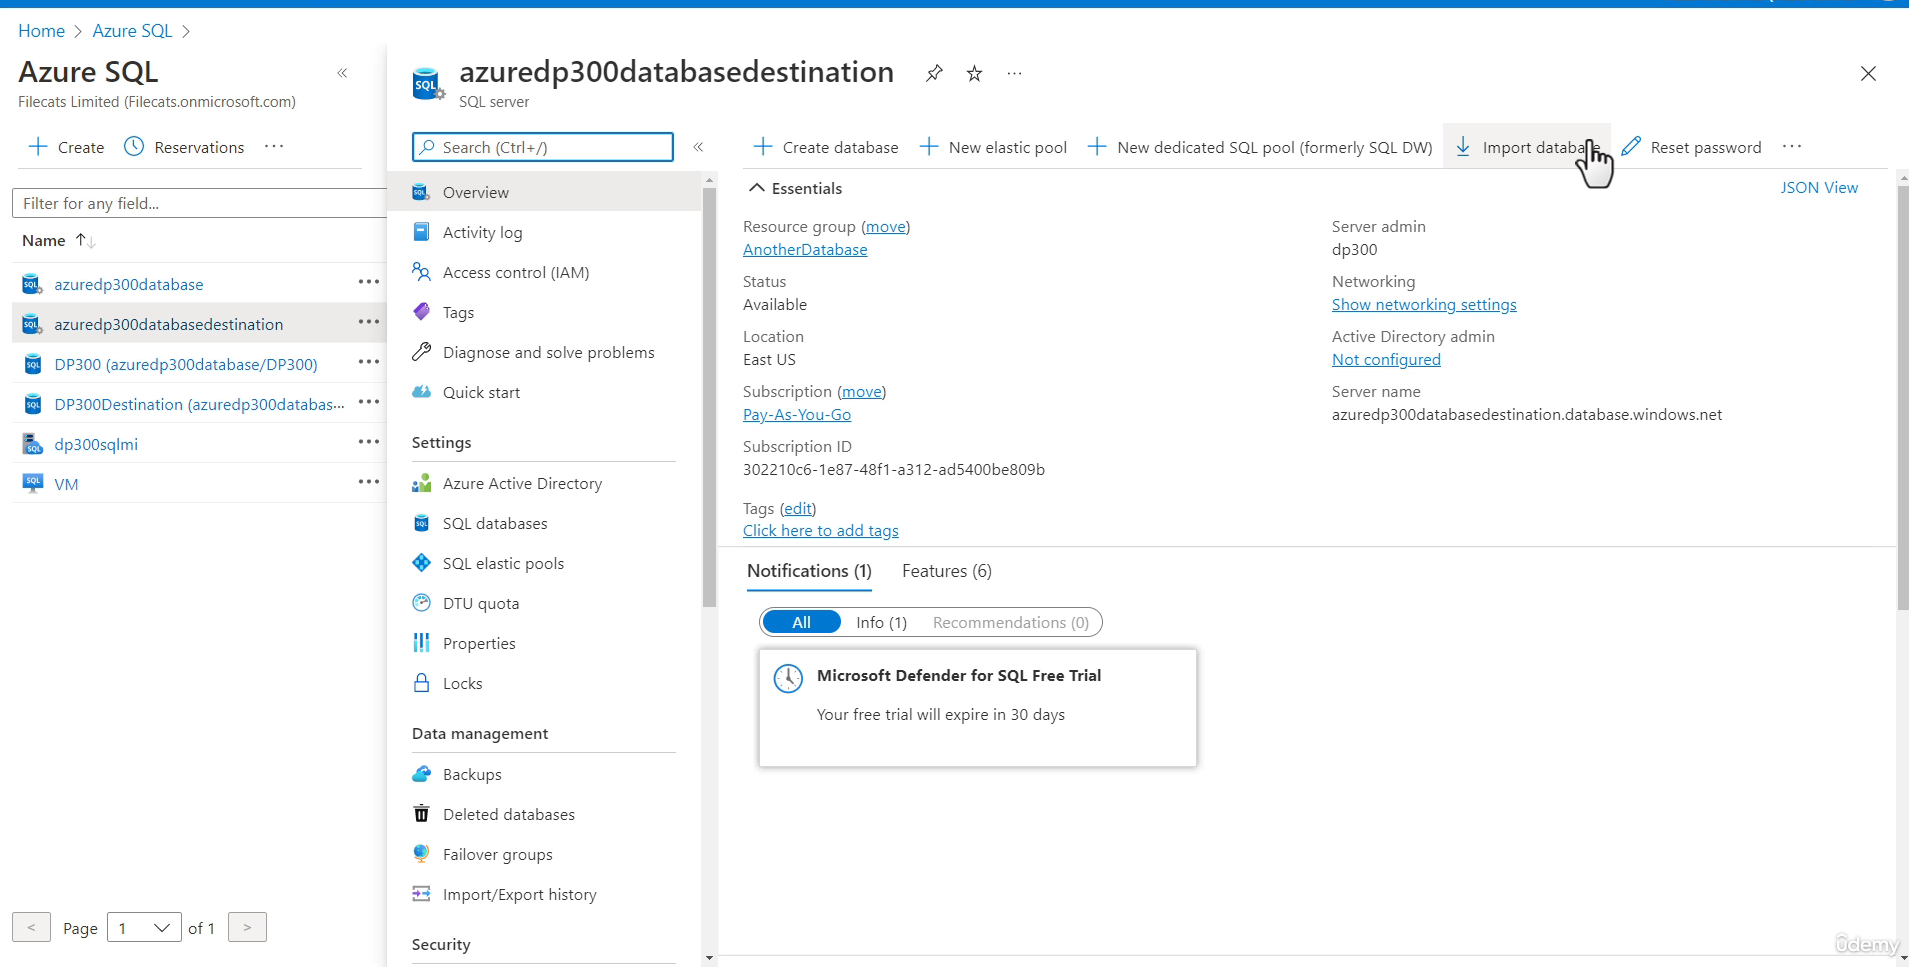 Home > Azure SQL >
Azure SQL
«
Filecats Limited (Filecats.onmicrosoft.com)
+ Create
Reservations
···
Filter for any field...
Name ↑↓
azuredp300database ···
azuredp300databasedestination ···
DP300 (azuredp300database/DP300) ···
DP300Destination (azuredp300databas... ···
dp300sqlmi ···
VM ···
< Page 1 of 1 >
azuredp300databasedestination
···
SQL server
Search (Ctrl+/)
«
Overview
Activity log
Access control (IAM)
Tags
Diagnose and solve problems
Quick start
Settings
Azure Active Directory
SQL databases
SQL elastic pools
DTU quota
Properties
Locks
Data management
Backups
Deleted databases
Failover groups
Import/Export history
Security
+ Create database
+ New elastic pool
+ New dedicated SQL pool (formerly SQL DW)
Import database
Reset password
···
Essentials
JSON View
Resource group (move)
AnotherDatabase
Status
Available
Location
East US
Subscription (move)
Pay-As-You-Go
Subscription ID
302210c6-1e87-48f1-a312-ad5400be809b
Tags (edit)
Click here to add tags
Server admin
dp300
Networking
Show networking settings
Active Directory admin
Not configured
Server name
azuredp300databasedestination.database.windows.net
Notifications (1)
Features (6)
All
Info (1)
Recommendations (0)
Microsoft Defender for SQL Free Trial
Your free trial will expire in 30 days
ûdemy